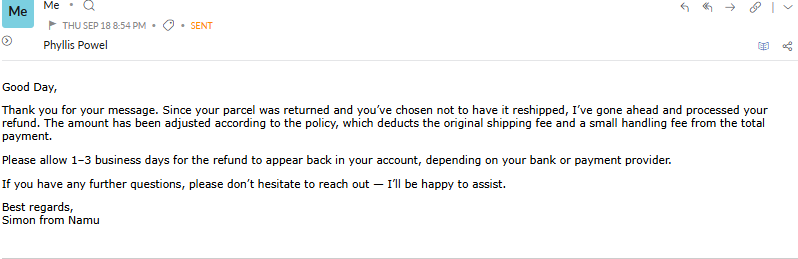 Me
Me •
THU SEP 18 8:54 PM • • SENT
Phyllis Powel
Good Day,
Thank you for your message. Since your parcel was returned and you’ve chosen not to have it reshipped, I’ve gone ahead and processed your
refund. The amount has been adjusted according to the policy, which deducts the original shipping fee and a small handling fee from the total
payment.
Please allow 1–3 business days for the refund to appear back in your account, depending on your bank or payment provider.
If you have any further questions, please don’t hesitate to reach out — I’ll be happy to assist.
Best regards,
Simon from Namu